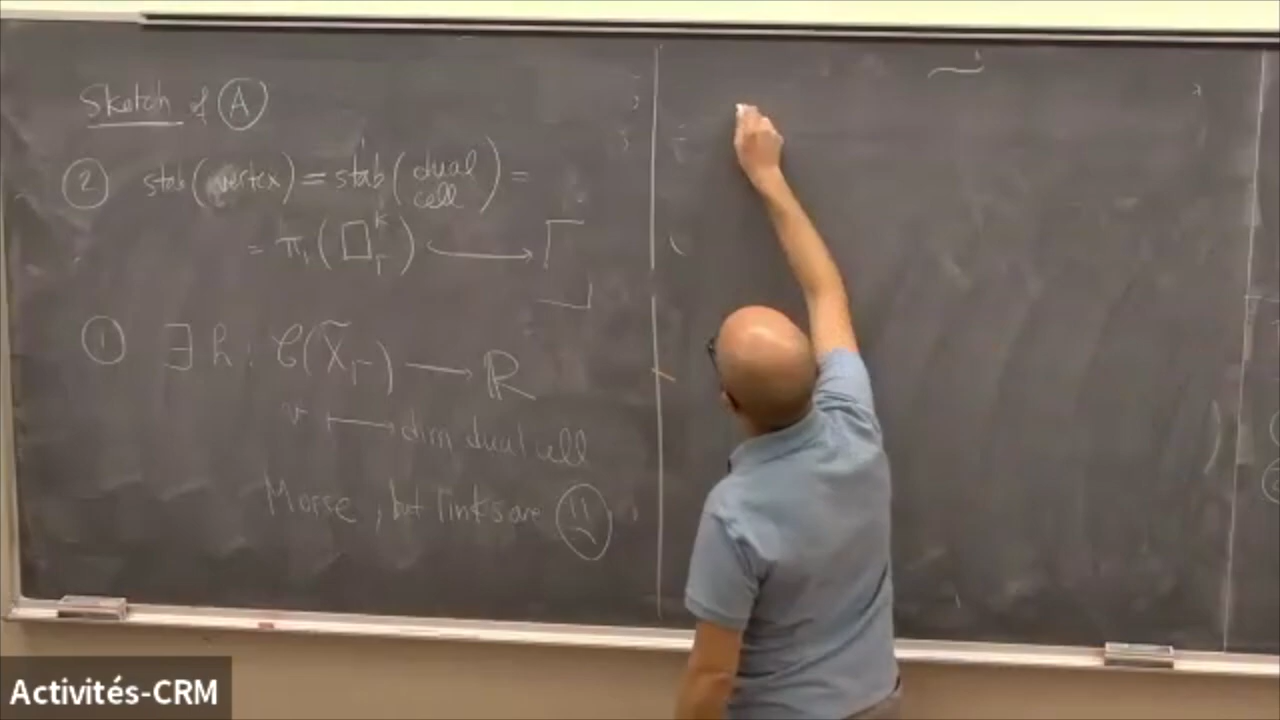 Sketch of Ⓐ
② stab(vertex) = stab(dual cell) =
= π₁(□ᴷ_Γ) ⟶ Γ
① ∃ h : 𝒞(X̃_Γ) ⟶ ℝ
v ⟼ dim dual cell
Morse, but links are ☹
Activités-CRM